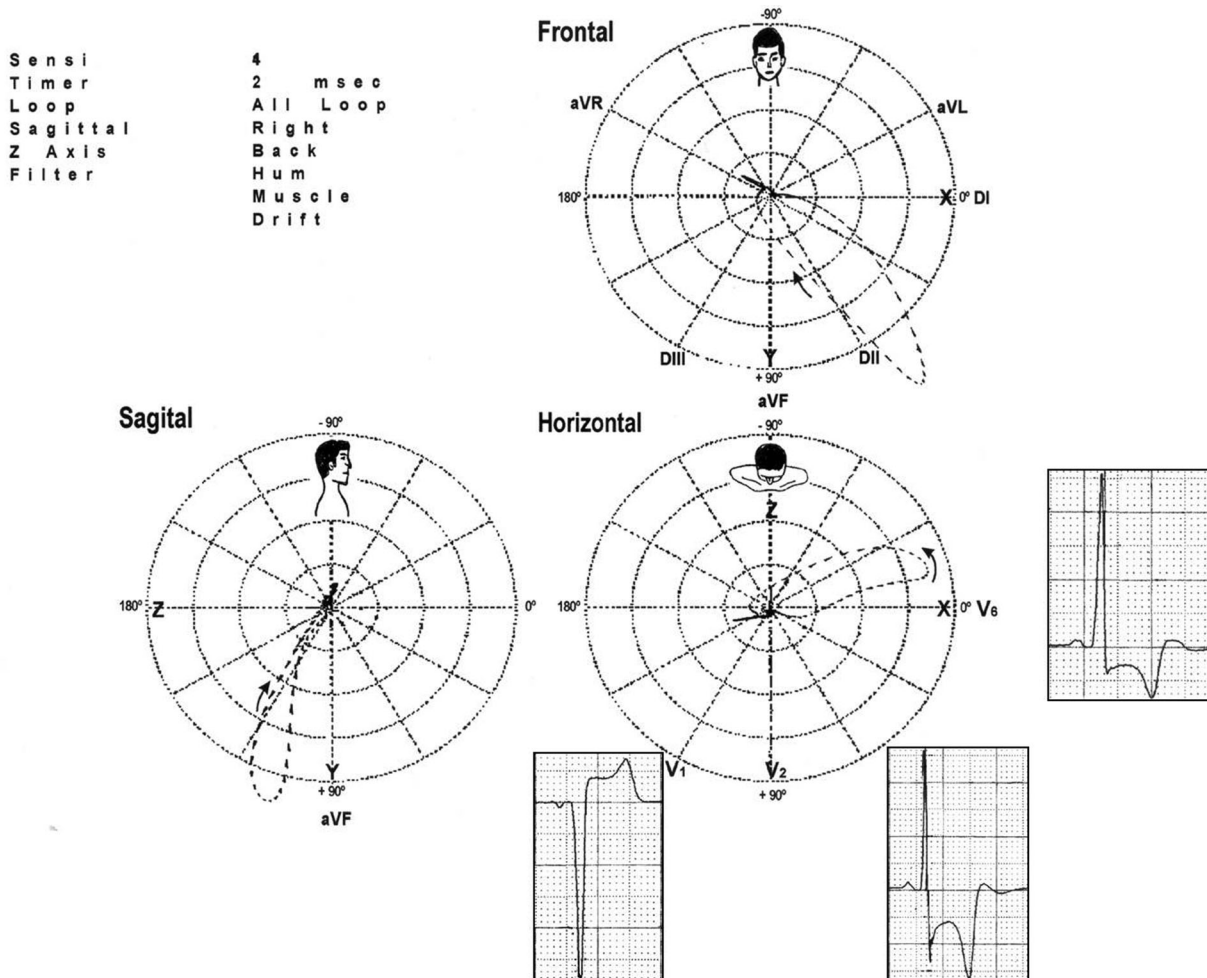 Sensi 4
Timer 2 msec
Loop All Loop
Sagittal Right
Z Axis Back
Filter Hum
Muscle
Drift
Frontal
-90º
aVR
aVL
180º
X 0º DI
DIII
Y
DII
+ 90º
aVF
Sagital
- 90º
180º Z
0º
Y
+ 90º
aVF
Horizontal
- 90º
Z
180º
X 0º V6
V1
V2
+ 90º